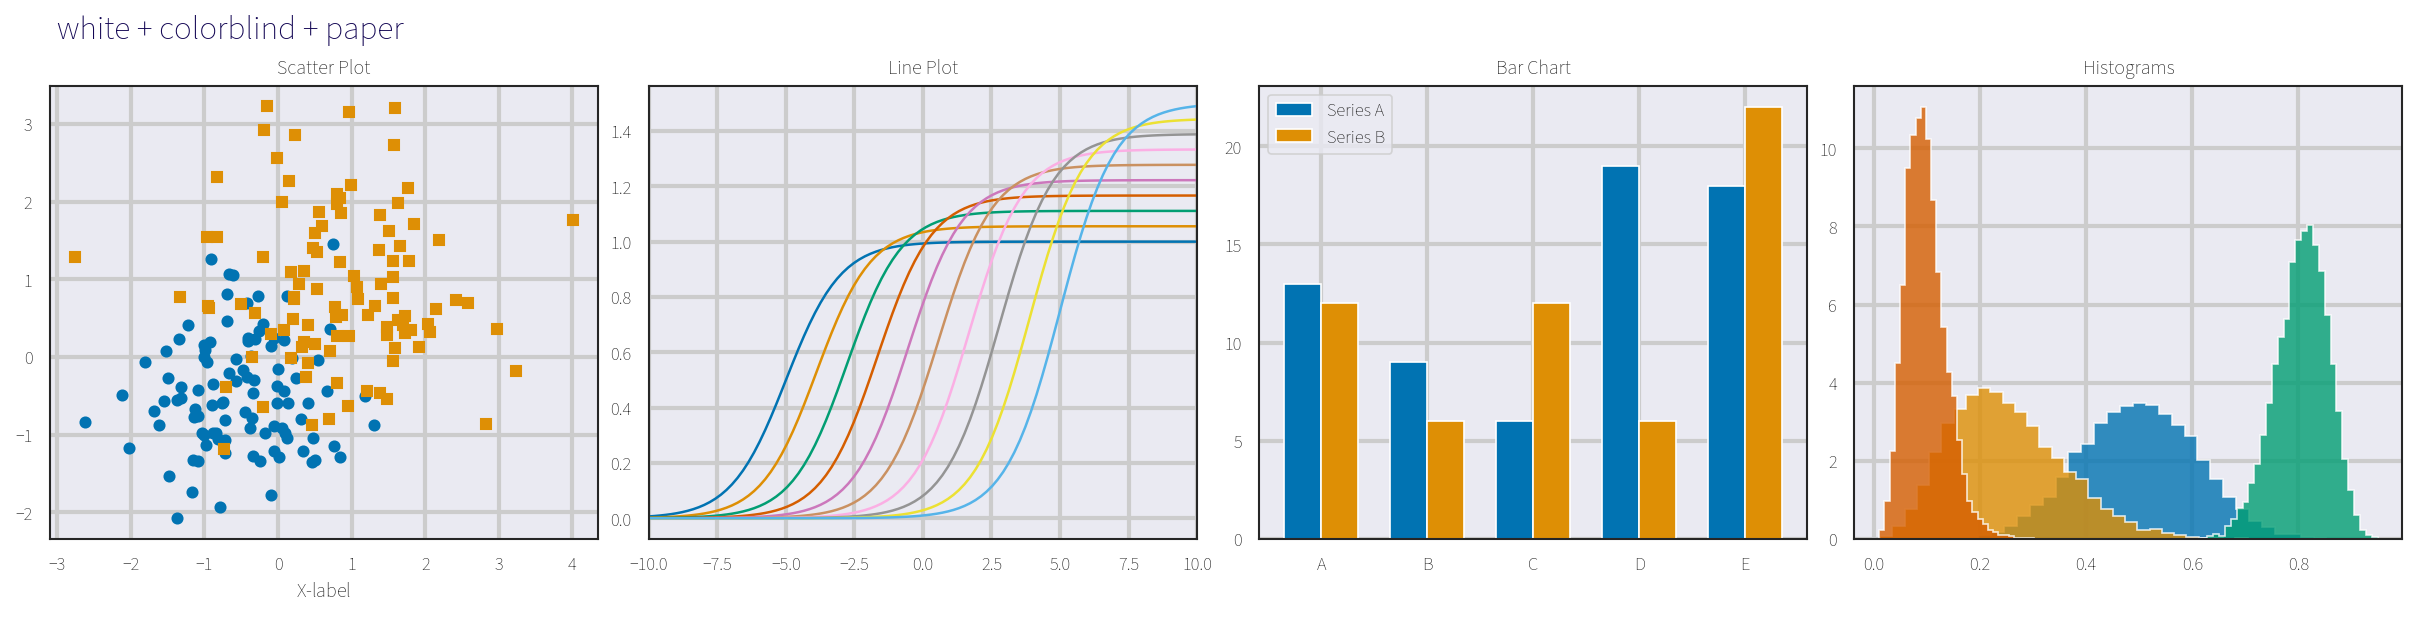 white + colorblind + paper
Scatter Plot
3
2
1
0
−1
−2
−3 −2 −1 0 1 2 3 4
X-label
Line Plot
1.4
1.2
1.0
0.8
0.6
0.4
0.2
0.0
−10.0 −7.5 −5.0 −2.5 0.0 2.5 5.0 7.5 10.0
Bar Chart
Series A
Series B
20
15
10
5
0
A B C D E
Histograms
10
8
6
4
2
0
0.0 0.2 0.4 0.6 0.8